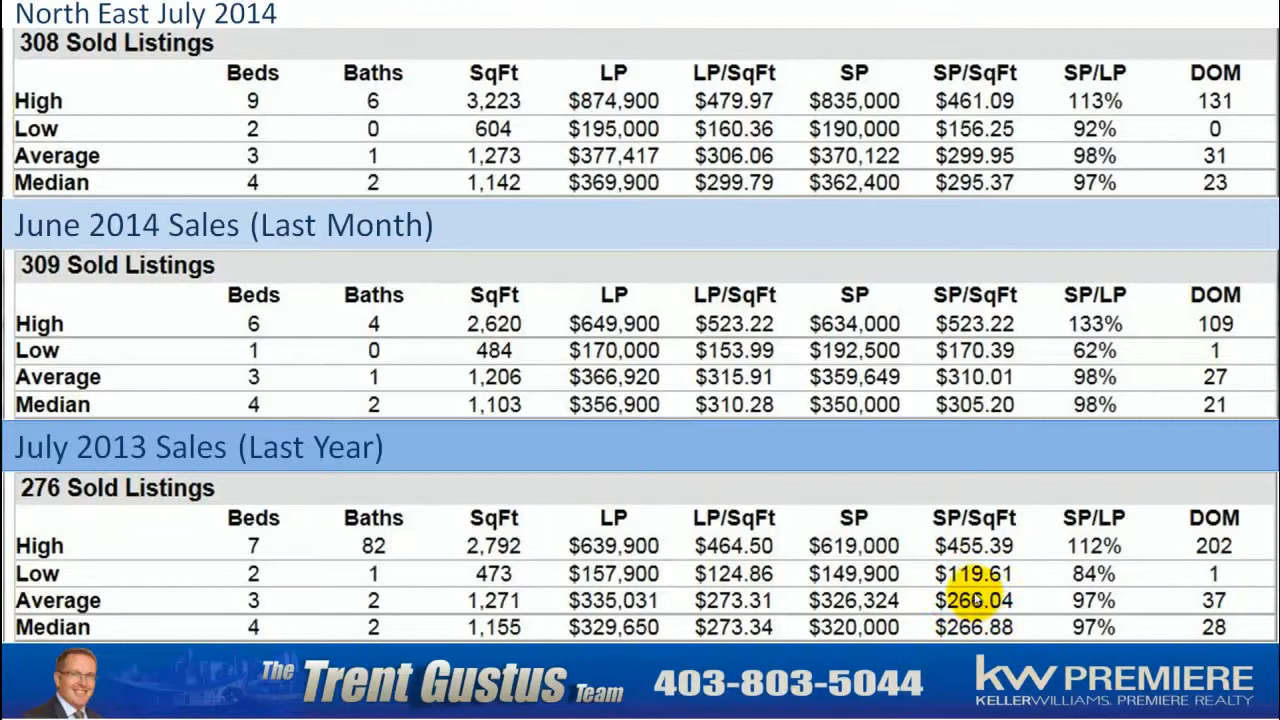 North East July 2014
308 Sold Listings
Beds Baths SqFt LP LP/SqFt SP SP/SqFt SP/LP DOM
High 9 6 3,223 $874,900 $479.97 $835,000 $461.09 113% 131
Low 2 0 604 $195,000 $160.36 $190,000 $156.25 92% 0
Average 3 1 1,273 $377,417 $306.06 $370,122 $299.95 98% 31
Median 4 2 1,142 $369,900 $299.79 $362,400 $295.37 97% 23
June 2014 Sales (Last Month)
309 Sold Listings
Beds Baths SqFt LP LP/SqFt SP SP/SqFt SP/LP DOM
High 6 4 2,620 $649,900 $523.22 $634,000 $523.22 133% 109
Low 1 0 484 $170,000 $153.99 $192,500 $170.39 62% 1
Average 3 1 1,206 $366,920 $315.91 $359,649 $310.01 98% 27
Median 4 2 1,103 $356,900 $310.28 $350,000 $305.20 98% 21
July 2013 Sales (Last Year)
276 Sold Listings
Beds Baths SqFt LP LP/SqFt SP SP/SqFt SP/LP DOM
High 7 82 2,792 $639,900 $464.50 $619,000 $455.39 112% 202
Low 2 1 473 $157,900 $124.86 $149,900 $119.61 84% 1
Average 3 2 1,271 $335,031 $273.31 $326,324 97% 37
Median 4 2 1,155 $329,650 $273.34 $320,000 $266.88 97% 28
The Trent Gustus Team 403-803-5044 kw PREMIERE
KELLERWILLIAMS. PREMIERE REALTY